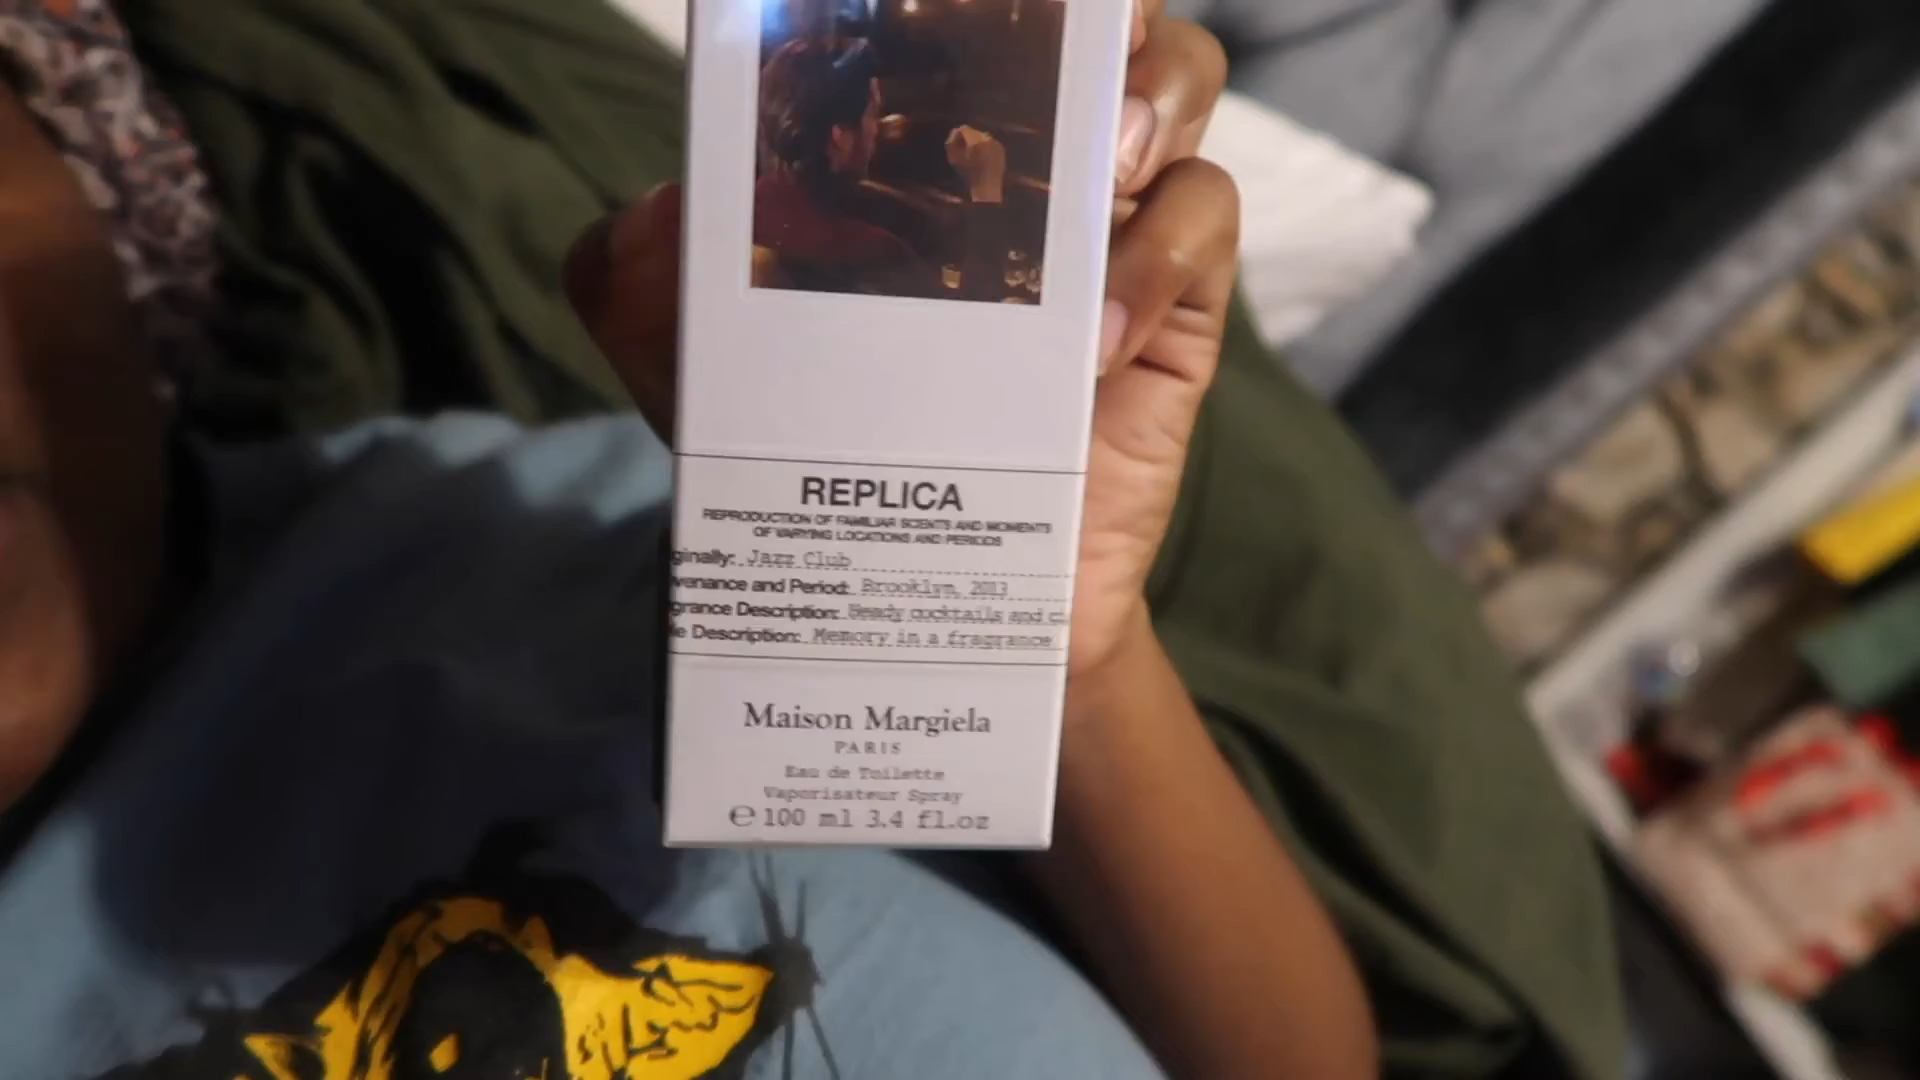 REPLICA
REPRODUCTION OF FAMILIAR SCENTS AND MOMENTS
OF VARYING LOCATIONS AND PERIODS
ginally: Jazz Club
venance and Period: Brooklyn, 2013
grance Description: Heady cocktails and ci
le Description: Memory in a fragrance
Maison Margiela
PARIS
Eau de Toilette
Vaporisateur Spray
℮ 100 ml 3.4 fl.oz